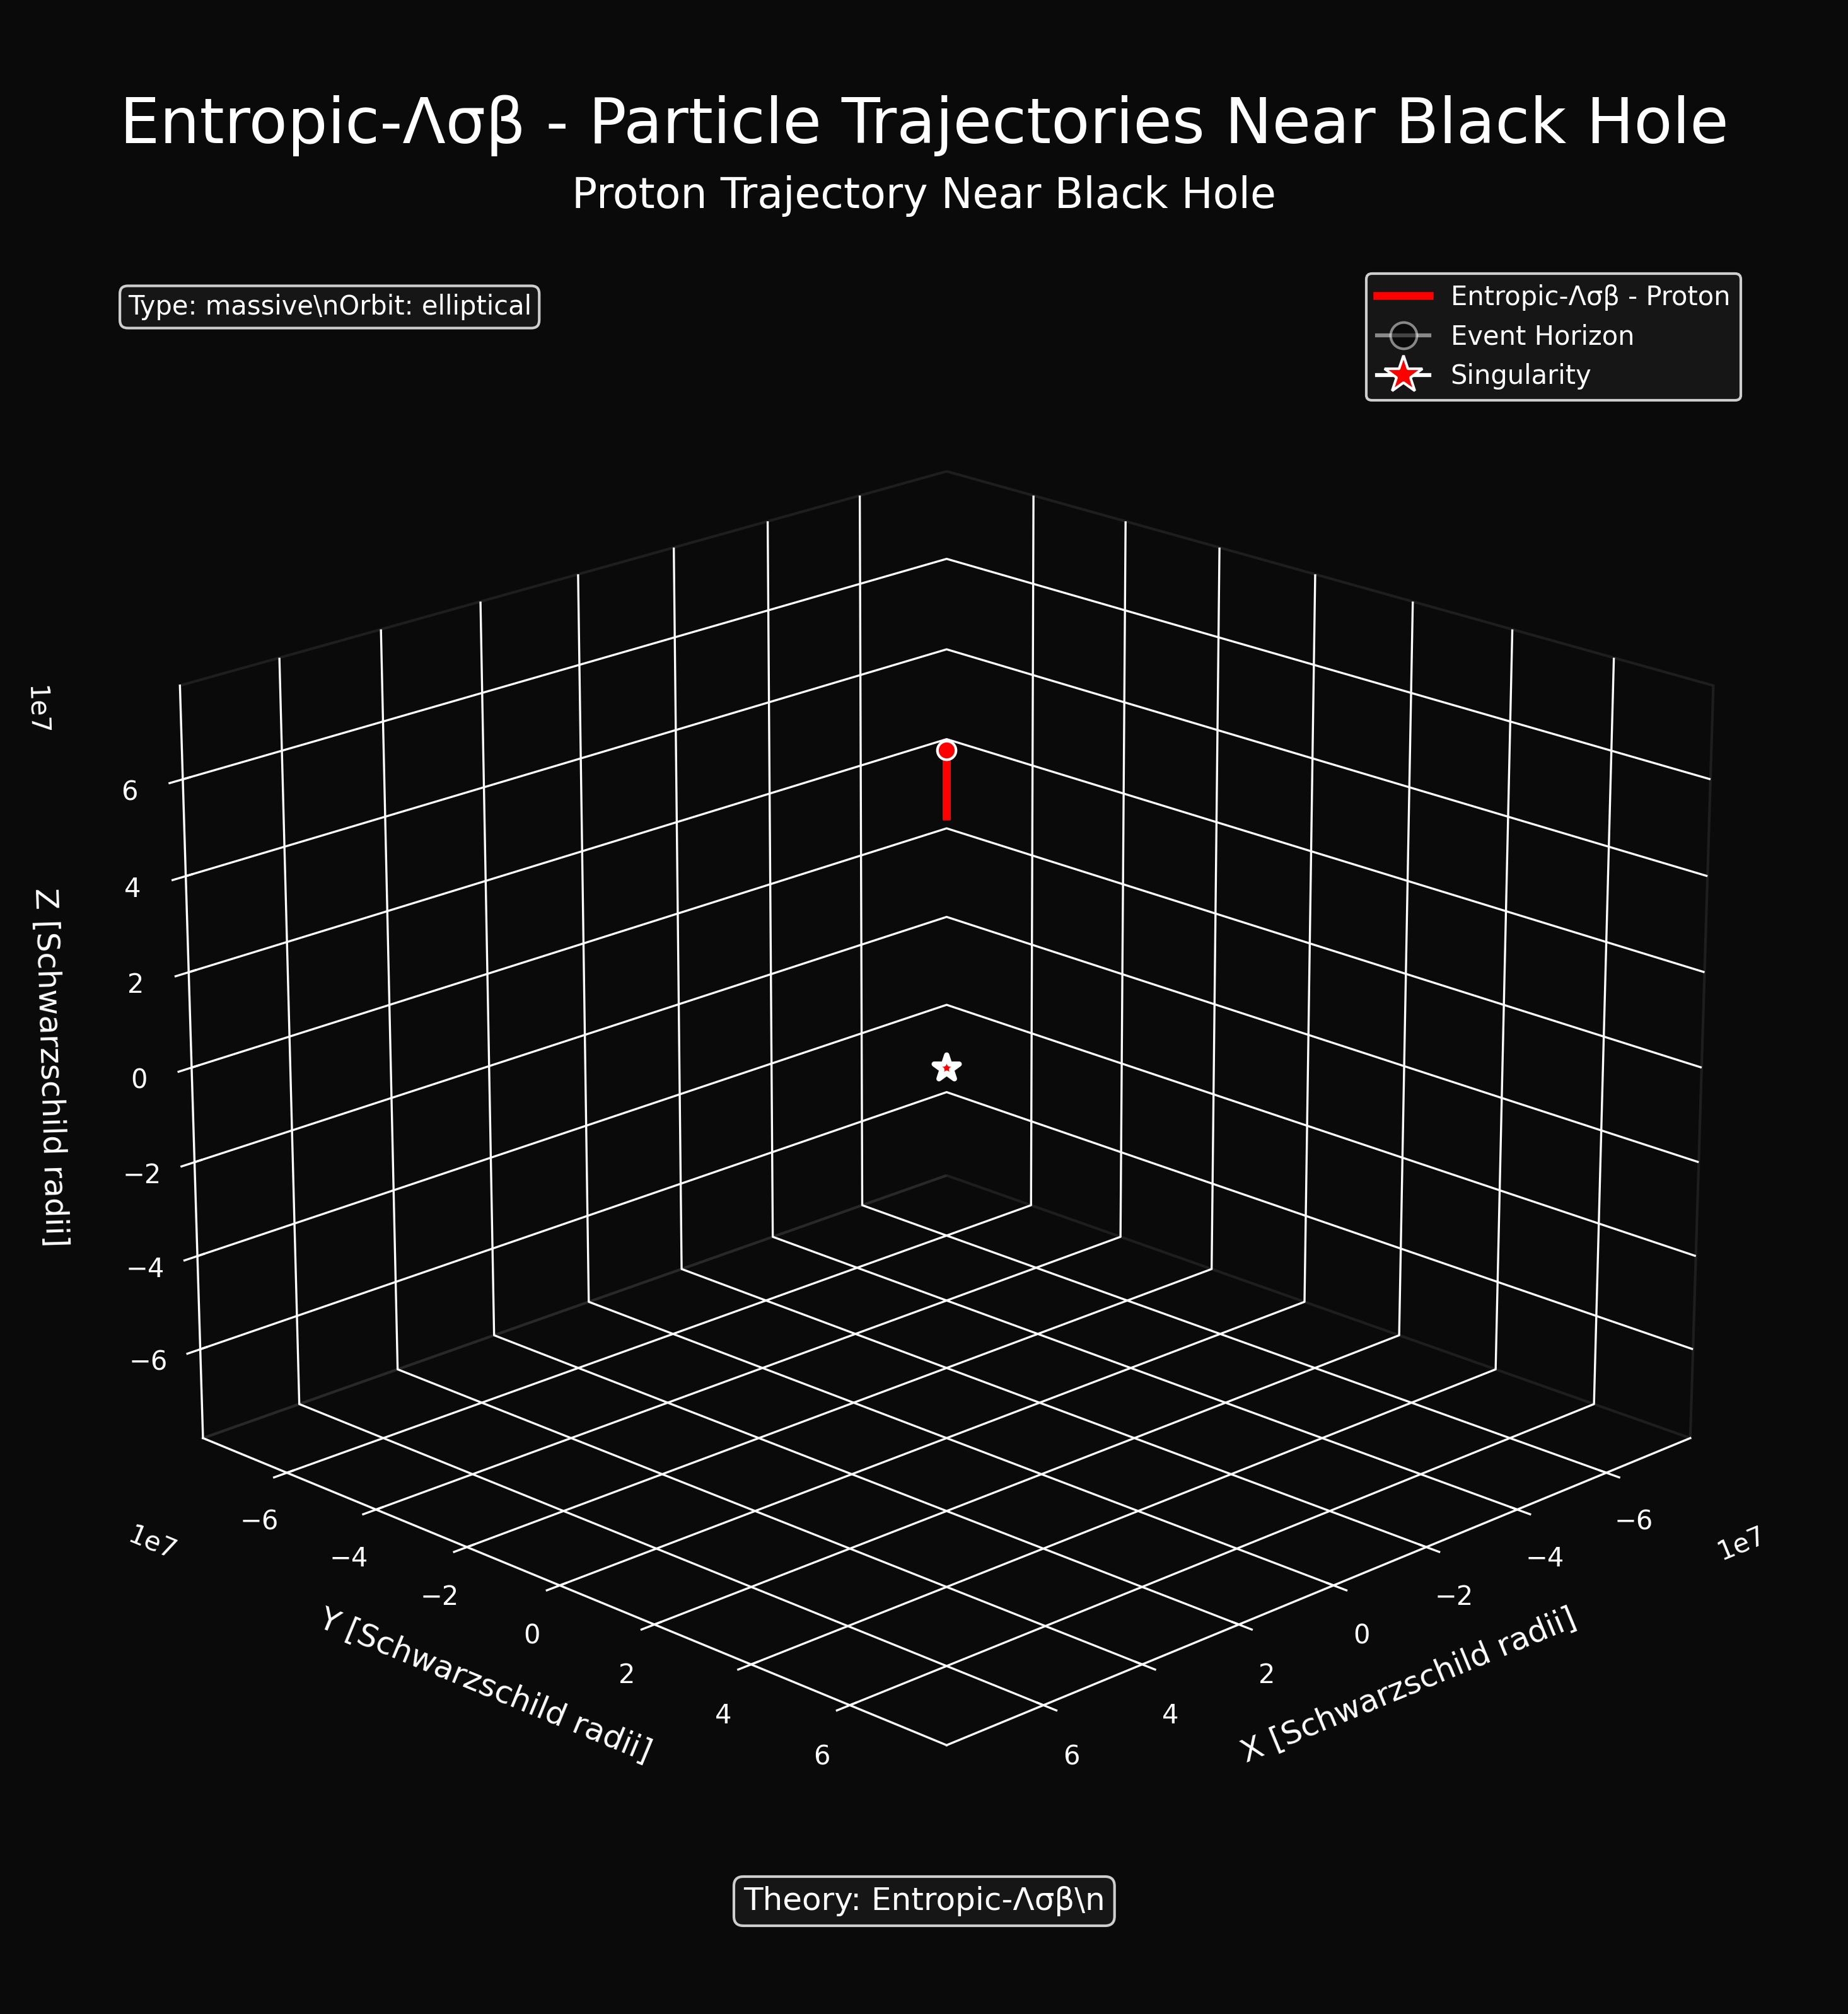 Entropic-Λσβ - Particle Trajectories Near Black Hole
Proton Trajectory Near Black Hole
Type: massive\nOrbit: elliptical
Entropic-Λσβ - Proton
Event Horizon
Singularity
1e7
6
4
2
0
−2
−4
−6
Z [Schwarzschild radii]
1e7
−6
−4
−2
0
2
4
6
Y [Schwarzschild radii]
1e7
−6
−4
−2
0
2
4
6
X [Schwarzschild radii]
Theory: Entropic-Λσβ\n